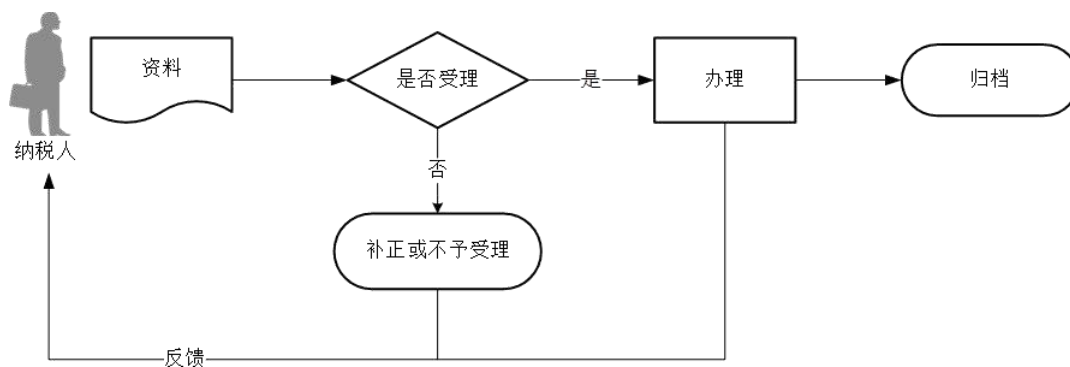 纳税人
资料
是否受理
是
办理
归档
否
补正或不予受理
反馈